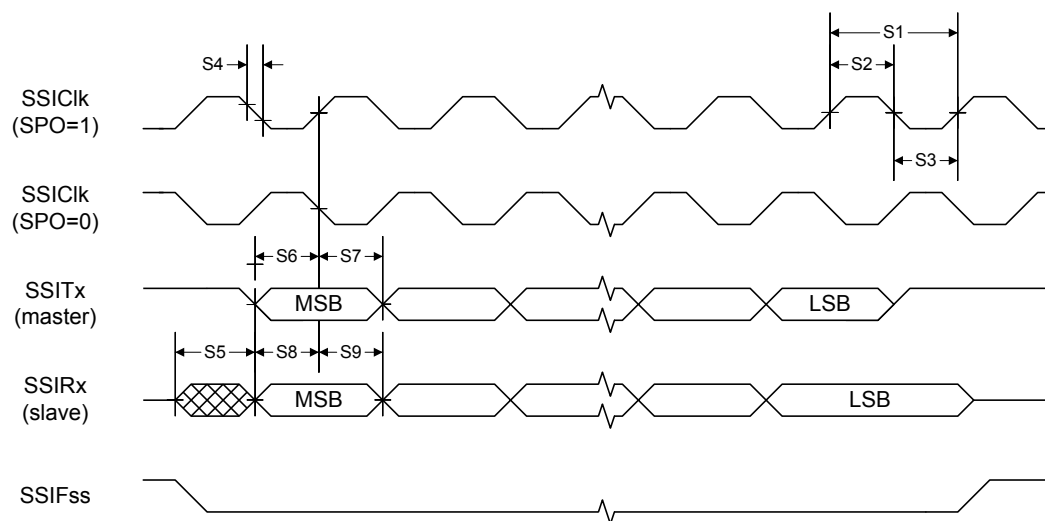 S1
S4
S2
SSIClk
(SPO=1)
S3
SSIClk
(SPO=0)
S6
S7
SSITx
(master)
MSB
LSB
S5
S8
S9
SSIRx
(slave)
MSB
LSB
SSIFss